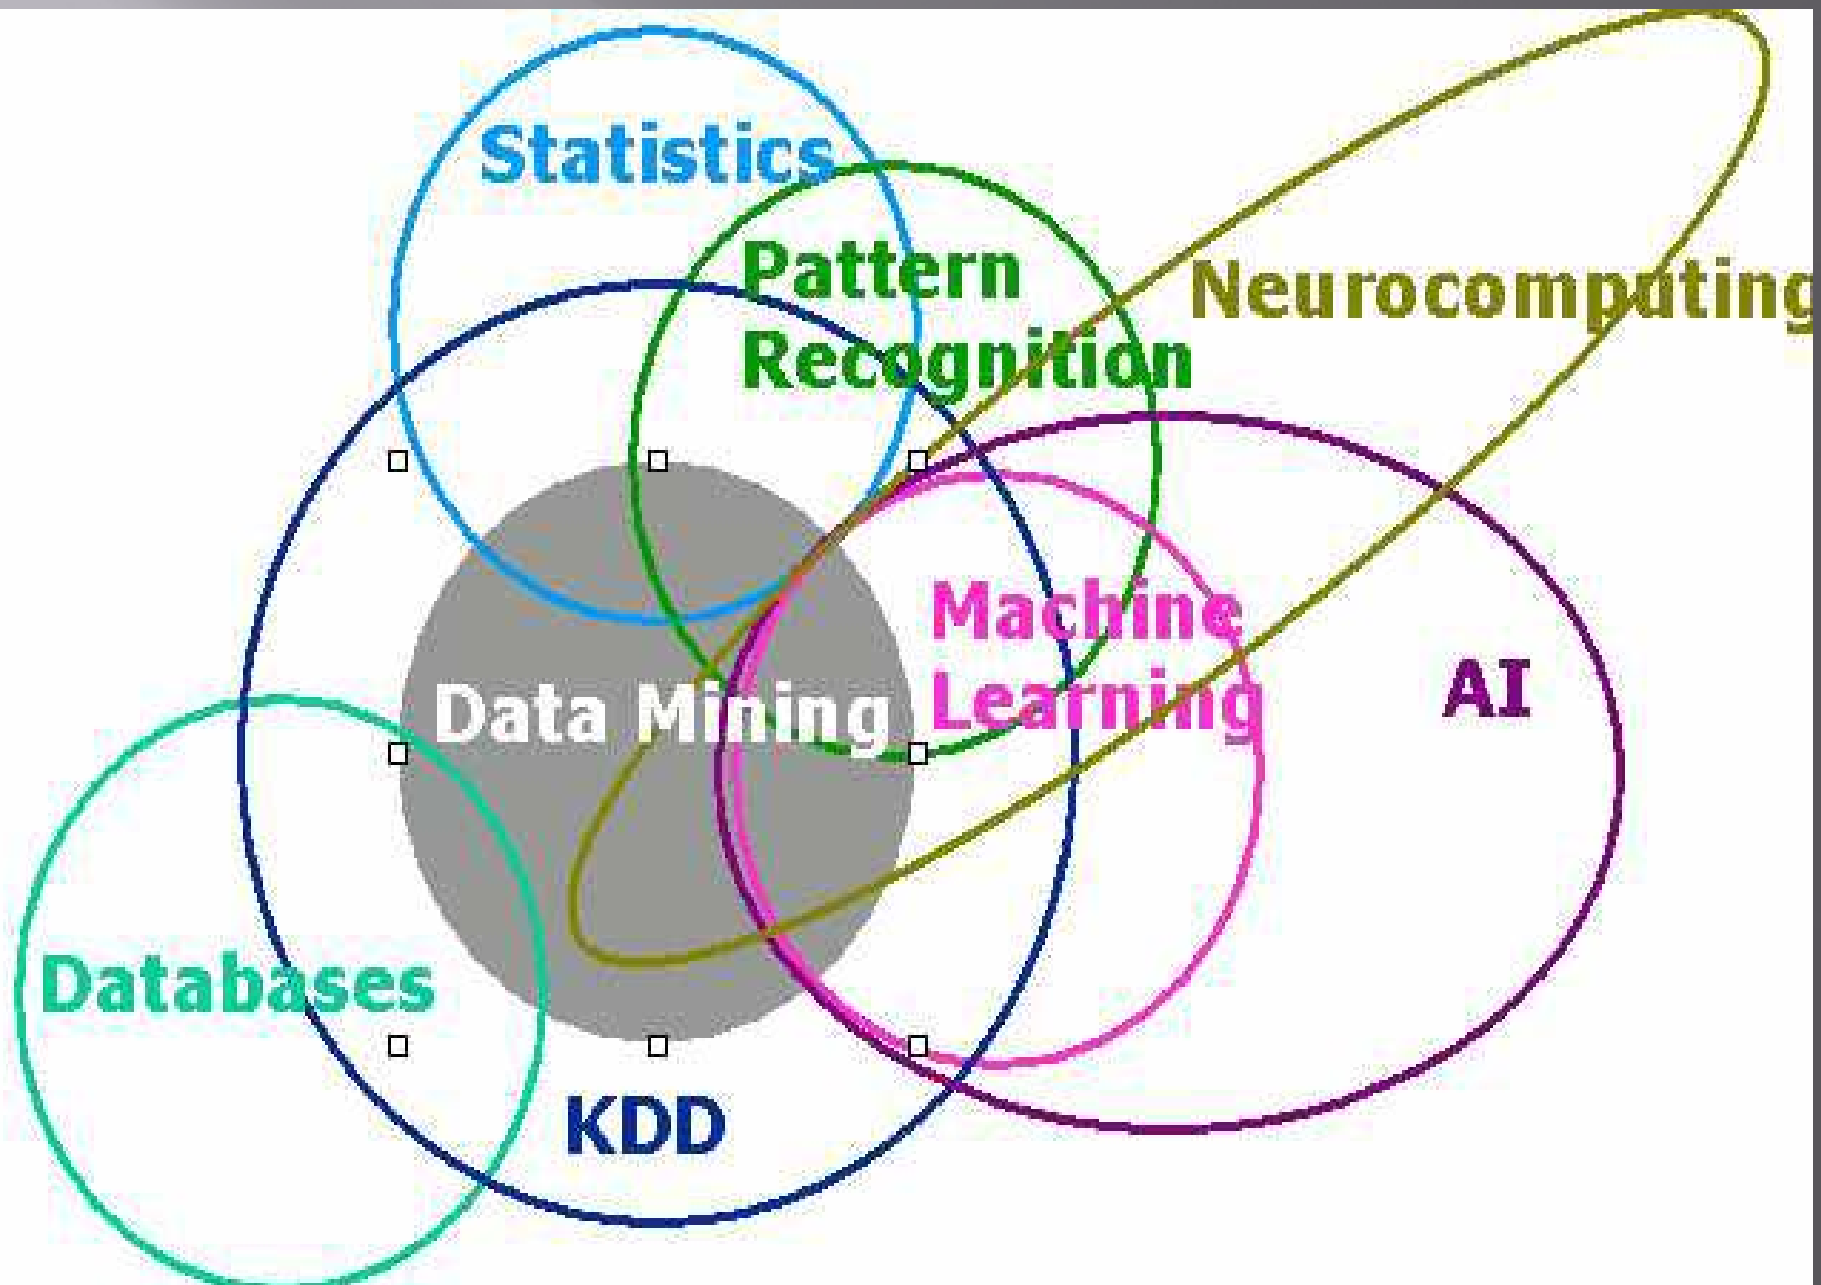 Statistics
Pattern
Recognition
Neurocomputing
Machine
Learning
AI
Data Mining
Databases
KDD